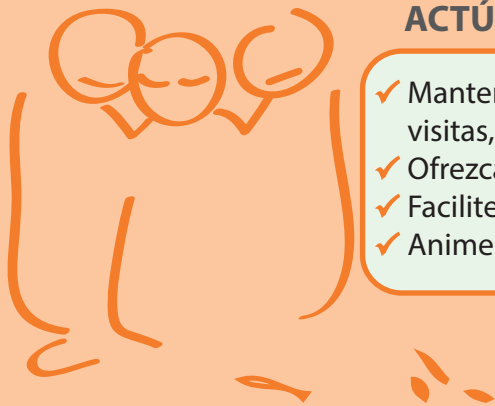 ACTÚ
✓ Manten
visitas,
✓ Ofrezca
✓ Facilite
✓ Anime